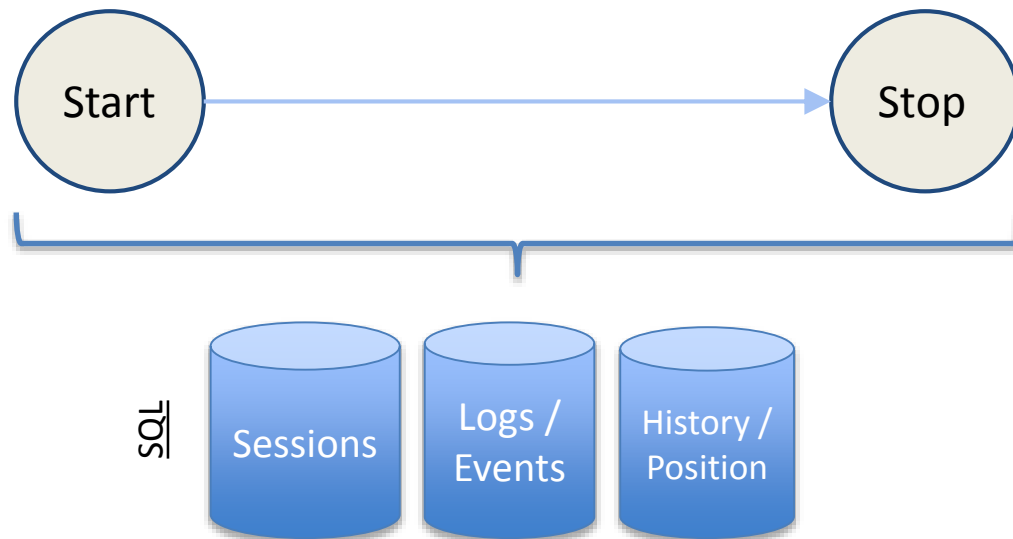 Start
Stop
SQL
Sessions
Logs /
Events
History /
Position